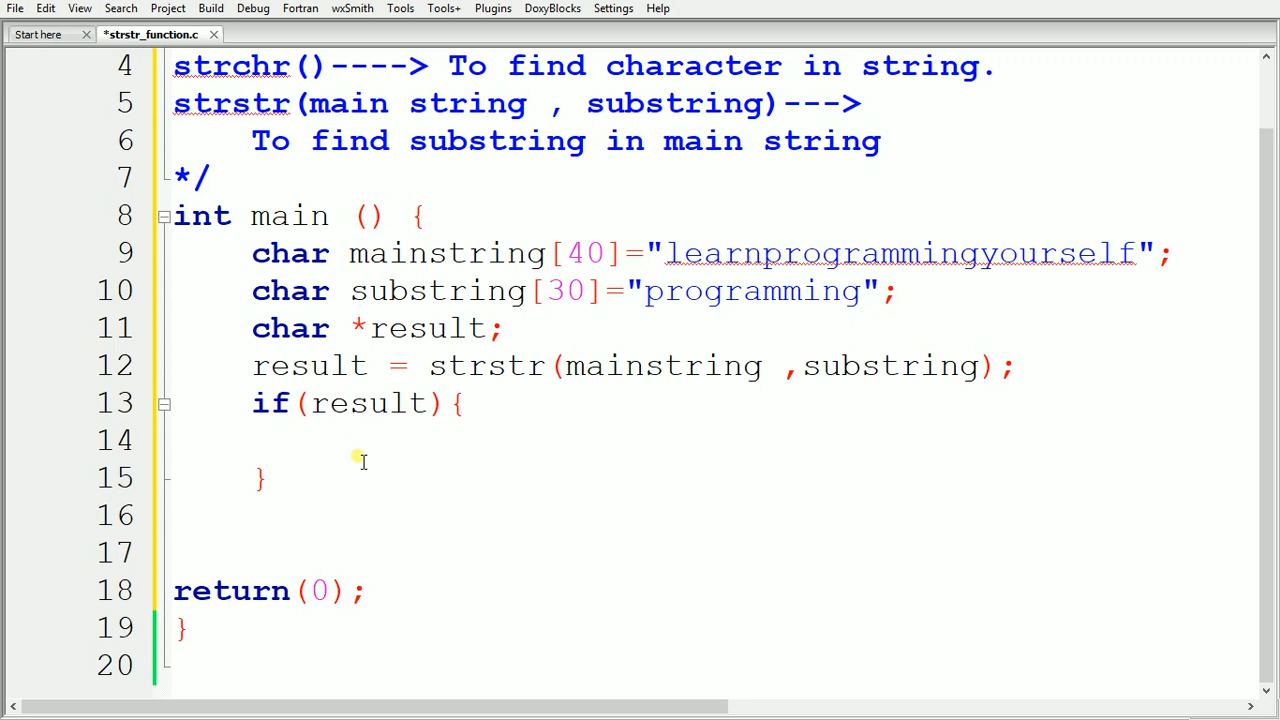 File Edit View Search Project Build Debug Fortran wxSmith Tools Tools+ Plugins DoxyBlocks Settings Help
Start here *strstr_function.c
4 strchr()----> To find character in string.
5 strstr(main string , substring)--->
6 To find substring in main string
7 */
8 int main () {
9 char mainstring[40]="learnprogrammingyourself";
10 char substring[30]="programming";
11 char *result;
12 result = strstr(mainstring ,substring);
13 if(result){
14
15 }
16
17
18 return(0);
19 }
20